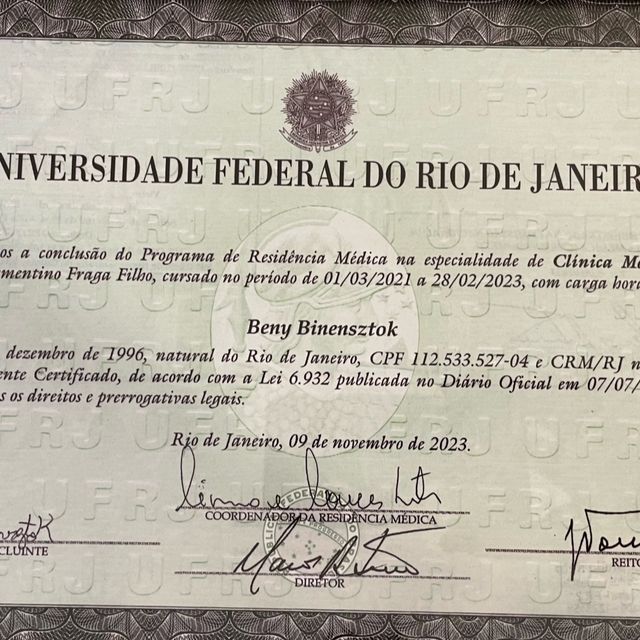 UNIVERSIDADE FEDERAL DO RIO DE JANEIR
os a conclusão do Programa de Residência Médica na especialidade de Clínica Mé
ementino Fraga Filho, cursado no período de 01/03/2021 a 28/02/2023, com carga horá
Beny Binensztok
dezembro de 1996, natural do Rio de Janeiro, CPF 112.533.527-04 e CRM/RJ n
ente Certificado, de acordo com a Lei 6.932 publicada no Diário Oficial em 07/07/
s os direitos e prerrogativas legais.
Rio de Janeiro, 09 de novembro de 2023.
COORDENADOR DA RESIDÊNCIA MÉDICA
CLUINTE
REITO
DIRETOR